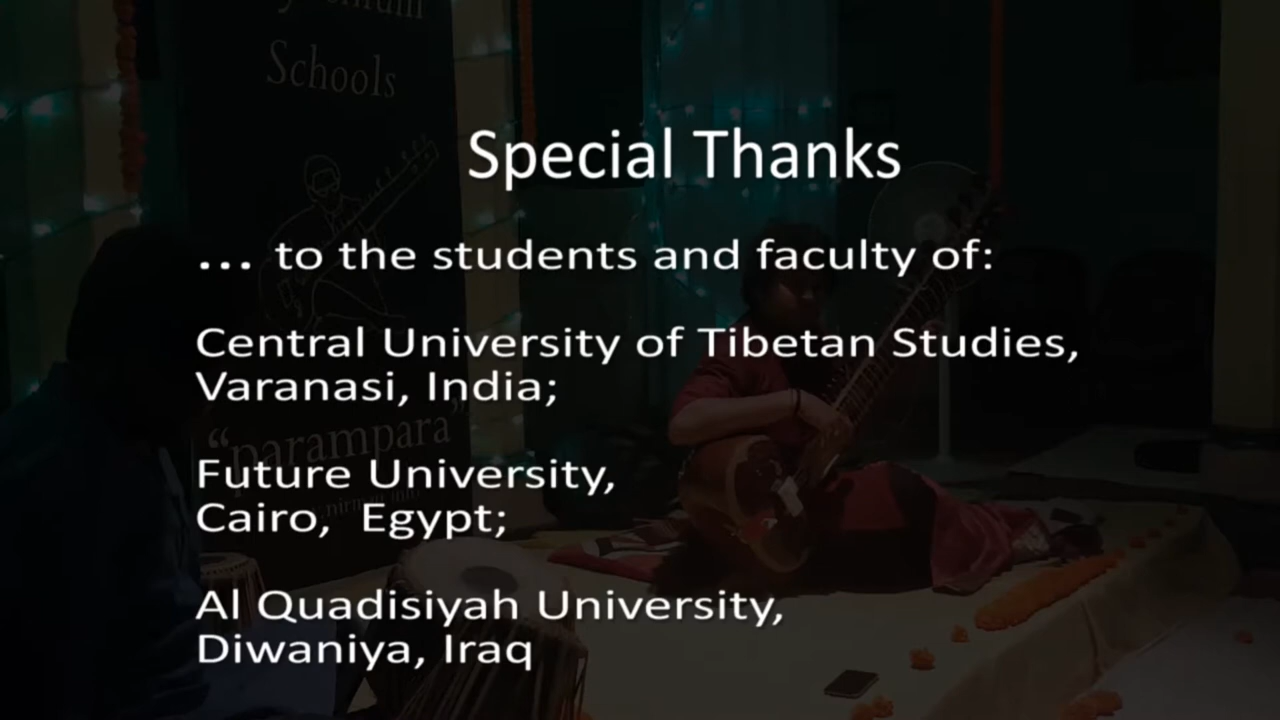 Schools
Special Thanks
... to the students and faculty of:
Central University of Tibetan Studies,
Varanasi, India;
“parampara”
Future University,
Cairo, Egypt;
Al Quadisiyah University,
Diwaniya, Iraq